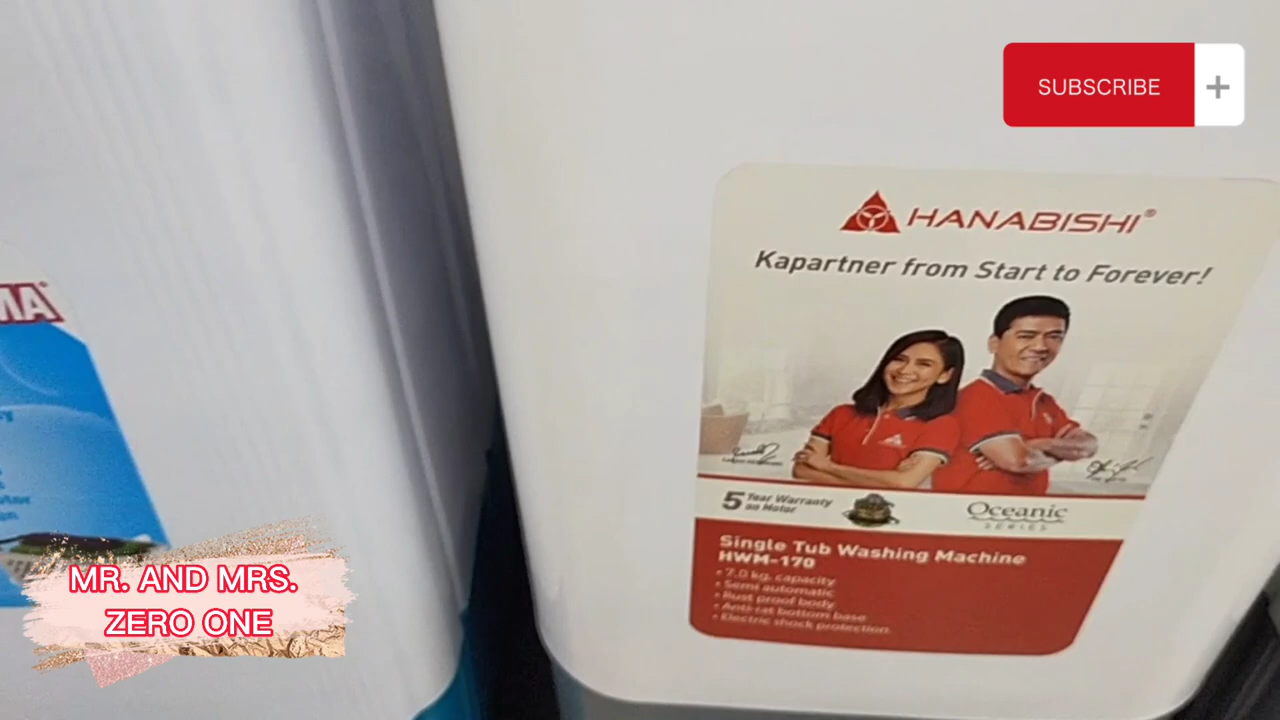 SUBSCRIBE +
HANABISHI®
Kapartner from Start to Forever!
MA
5 Year Warranty
on Motor
Oceanic
SERIES
Single Tub Washing Machine
HWM-170
• 7.0 kg. capacity
• Semi automatic
• Rust proof body
• Anti-rat bottom base
• Electric shock protection
MR. AND MRS.
ZERO ONE